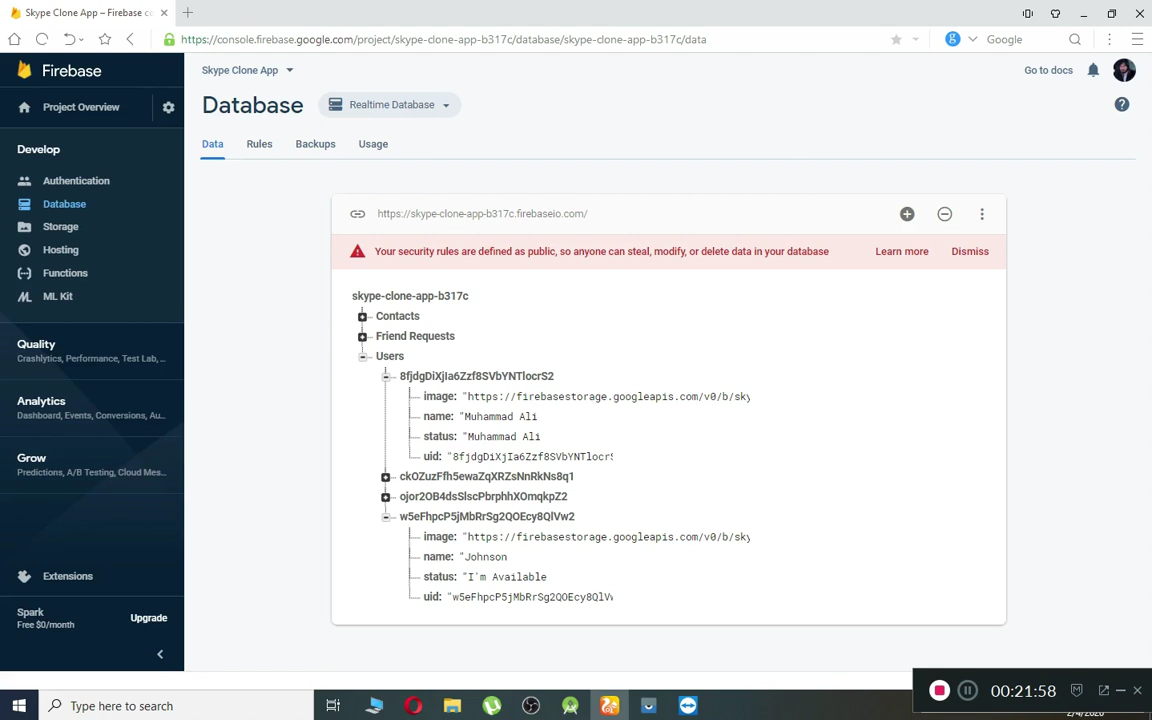 Skype Clone App – Firebase co
https://console.firebase.google.com/project/skype-clone-app-b317c/database/skype-clone-app-b317c/data
Google
Firebase
Skype Clone App
Go to docs
Project Overview
Database
Realtime Database
Data
Rules
Backups
Usage
Develop
Authentication
Database
Storage
Hosting
Functions
ML Kit
Quality
Crashlytics, Performance, Test Lab, ...
Analytics
Dashboard, Events, Conversions, Au...
Grow
Predictions, A/B Testing, Cloud Mes...
Extensions
Spark
Free $0/month
Upgrade
https://skype-clone-app-b317c.firebaseio.com/
Your security rules are defined as public, so anyone can steal, modify, or delete data in your database
Learn more
Dismiss
skype-clone-app-b317c
Contacts
Friend Requests
Users
8fjdgDiXjIa6Zzf8SVbYNTlocrS2
image: "https://firebasestorage.googleapis.com/v0/b/sky
name: "Muhammad Ali
status: "Muhammad Ali
uid: "8fjdgDiXjIa6Zzf8SVbYNTlocrS
ckOZuzFfh5ewaZqXRZsNnRkNs8q1
ojor2OB4dsSlscPbrphhXOmqkpZ2
w5eFhpcP5jMbRrSg2QOEcy8QlVw2
image: "https://firebasestorage.googleapis.com/v0/b/sky
name: "Johnson
status: "I'm Available
uid: "w5eFhpcP5jMbRrSg2QOEcy8QlVw
00:21:58
Type here to search
2/4/2020